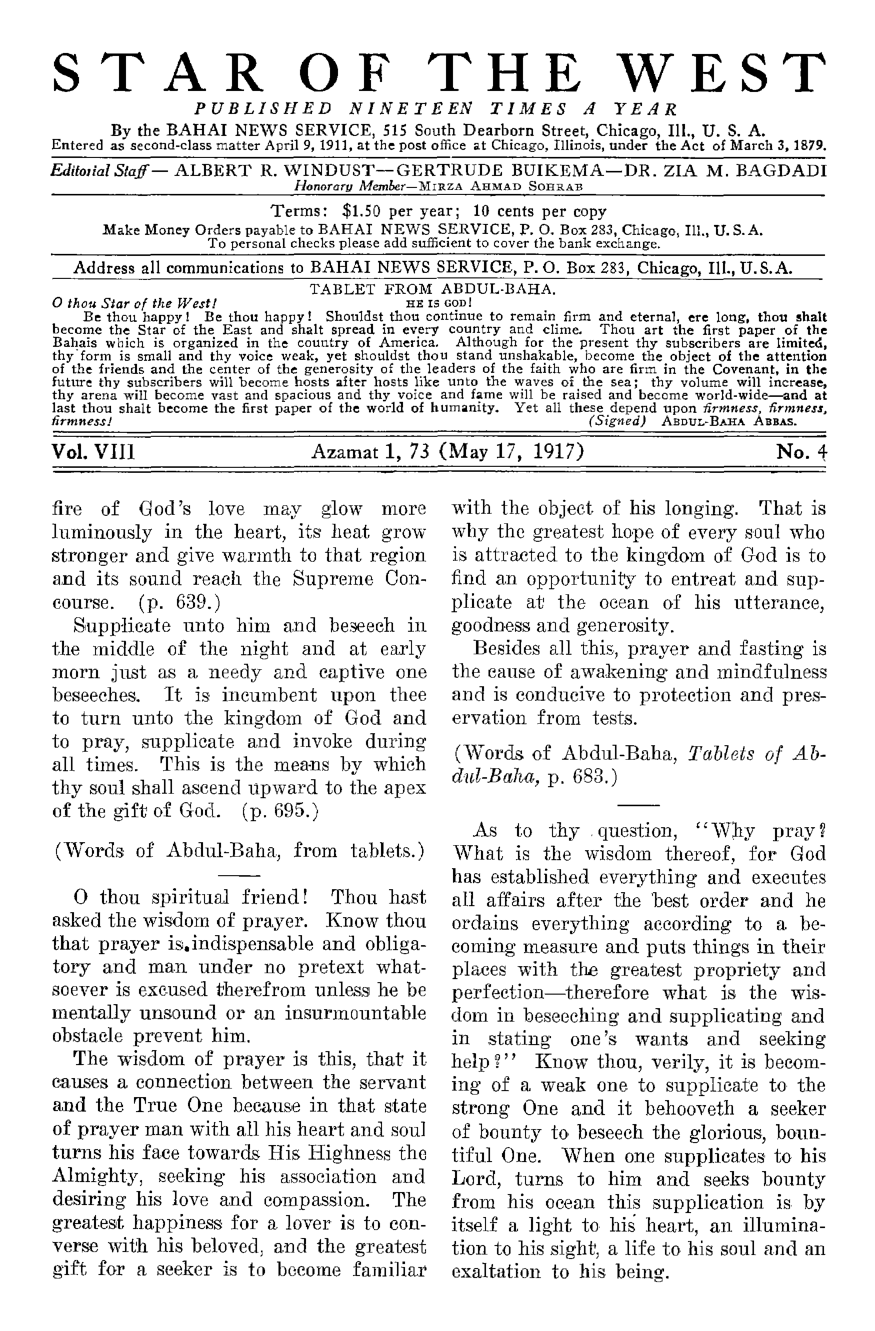 STAR OF THE WEST
PUBLISHED NINETEEN TIMES A YEAR
By the BAHAI NEWS SERVICE, 515 South Dearborn Street, Chicago, Ill., U. S. A.
Entered as second-class matter April 9, 1911, at the post office at Chicago, Illinois, under the Act of March 3, 1879.
Editorial Staff— ALBERT R. WINDUST—GERTRUDE BUIKEMA—DR. ZIA M. BAGDADI
Honorary Member—MIRZA AHMAD SOHRAB
Terms: $1.50 per year; 10 cents per copy
Make Money Orders payable to BAHAI NEWS SERVICE, P. O. Box 283, Chicago, Ill., U. S. A.
To personal checks please add sufficient to cover the bank exchange.
Address all communications to BAHAI NEWS SERVICE, P. O. Box 283, Chicago, Ill., U.S.A.
TABLET FROM ABDUL-BAHA.
O thou Star of the West! HE IS GOD!
Be thou happy! Be thou happy! Shouldst thou continue to remain firm and eternal, ere long, thou shalt
become the Star of the East and shalt spread in every country and clime. Thou art the first paper of the
Bahais which is organized in the country of America. Although for the present thy subscribers are limited,
thy form is small and thy voice weak, yet shouldst thou stand unshakable, become the object of the attention
of the friends and the center of the generosity of the leaders of the faith who are firm in the Covenant, in the
future thy subscribers will become hosts after hosts like unto the waves of the sea; thy volume will increase,
thy arena will become vast and spacious and thy voice and fame will be raised and become world-wide—and at
last thou shalt become the first paper of the world of humanity. Yet all these depend upon firmness, firmness,
firmness! (Signed) ABDUL-BAHA ABBAS.
Vol. VIII Azamat 1, 73 (May 17, 1917) No. 4
fire of God's love may glow more
luminously in the heart, its heat grow
stronger and give warmth to that region
and its sound reach the Supreme Con-
course. (p. 639.)
Supplicate unto him and beseech in
the middle of the night and at early
morn just as a needy and captive one
beseeches. It is incumbent upon thee
to turn unto the kingdom of God and
to pray, supplicate and invoke during
all times. This is the means by which
thy soul shall ascend upward to the apex
of the gift of God. (p. 695.)
(Words of Abdul-Baha, from tablets.)
O thou spiritual friend! Thou hast
asked the wisdom of prayer. Know thou
that prayer is indispensable and obliga-
tory and man under no pretext what-
soever is excused therefrom unless he be
mentally unsound or an insurmountable
obstacle prevent him.
The wisdom of prayer is this, that it
causes a connection between the servant
and the True One because in that state
of prayer man with all his heart and soul
turns his face towards His Highness the
Almighty, seeking his association and
desiring his love and compassion. The
greatest happiness for a lover is to con-
verse with his beloved, and the greatest
gift for a seeker is to become familiar
with the object of his longing. That is
why the greatest hope of every soul who
is attracted to the kingdom of God is to
find an opportunity to entreat and sup-
plicate at the ocean of his utterance,
goodness and generosity.
Besides all this, prayer and fasting is
the cause of awakening and mindfulness
and is conducive to protection and pres-
ervation from tests.
(Words of Abdul-Baha, Tablets of Ab-
dul-Baha, p. 683.)
As to thy question, "Why pray?
What is the wisdom thereof, for God
has established everything and executes
all affairs after the best order and he
ordains everything according to a be-
coming measure and puts things in their
places with the greatest propriety and
perfection—therefore what is the wis-
dom in beseeching and supplicating and
in stating one's wants and seeking
help?" Know thou, verily, it is becom-
ing of a weak one to supplicate to the
strong One and it behooveth a seeker
of bounty to beseech the glorious, boun-
tiful One. When one supplicates to his
Lord, turns to him and seeks bounty
from his ocean this supplication is by
itself a light to his heart, an illumina-
tion to his sight, a life to his soul and an
exaltation to his being.